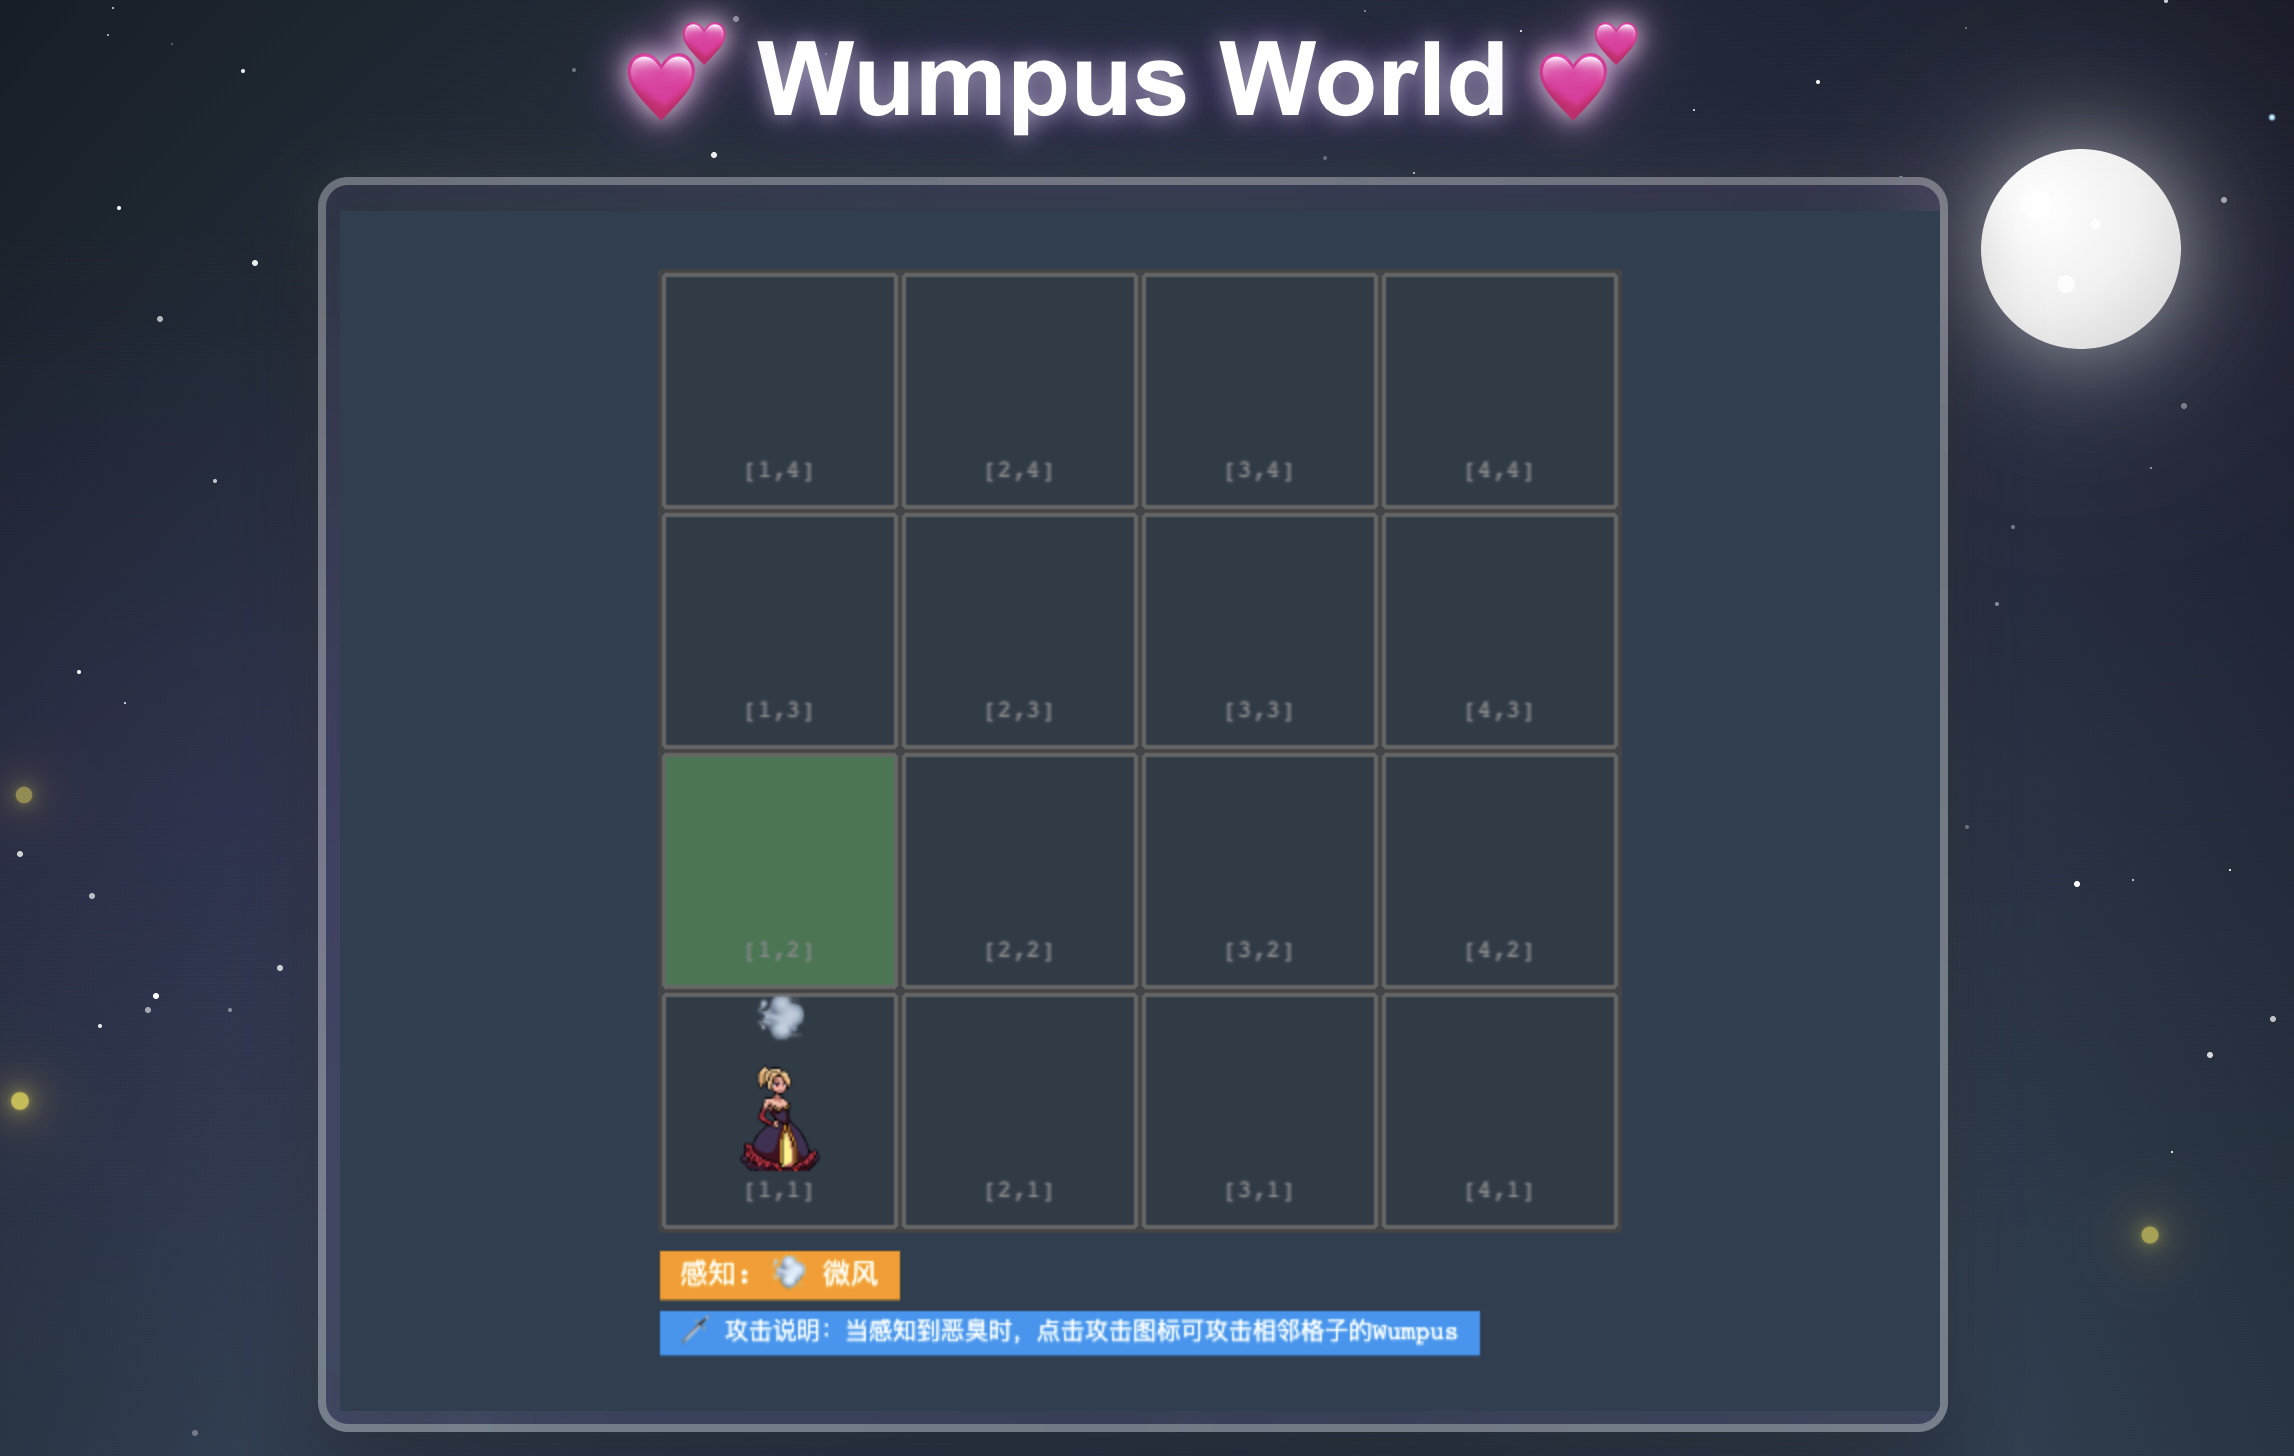 💕 Wumpus World 💕
[1,4] [2,4] [3,4] [4,4]
[1,3] [2,3] [3,3] [4,3]
[1,2] [2,2] [3,2] [4,2]
[1,1] [2,1] [3,1] [4,1]
感知: 💨 微风
🗡️ 攻击说明: 当感知到恶臭时, 点击攻击图标可攻击相邻格子的Wumpus